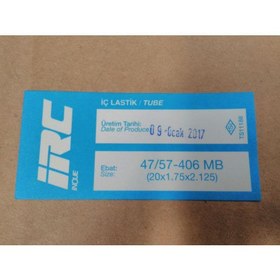 İÇ LASTİK : TUBE
IRC
INOUE
Üretim Tarihi:
Date of Produce
09-Ocak 2017
Ebat:
Size:
47/57-406 MB
(20x1.75x2.125)